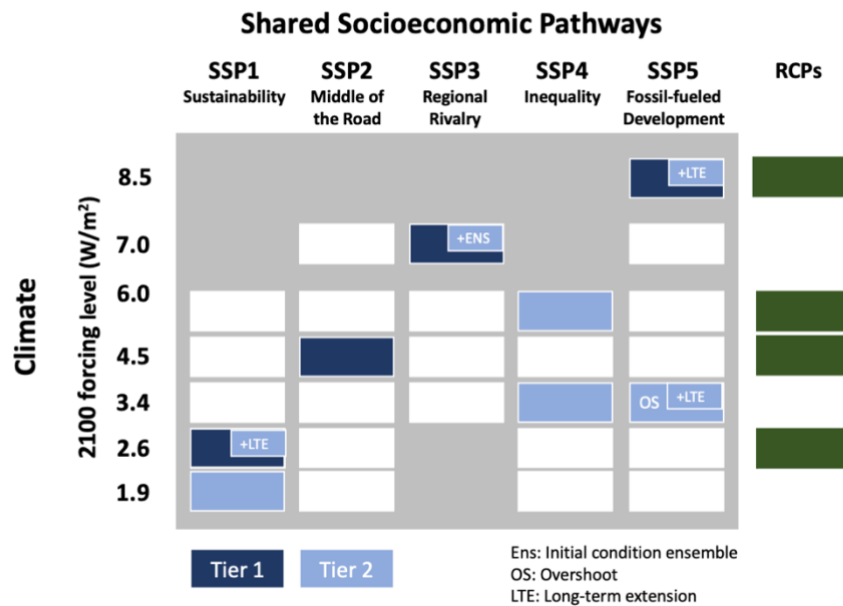 Shared Socioeconomic Pathways
SSP1 SSP2 SSP3 SSP4 SSP5 RCPs
Sustainability Middle of Regional Inequality Fossil-fueled
the Road Rivalry Development
Climate
2100 forcing level (W/m²)
8.5 +LTE
7.0 +ENS
6.0
4.5
3.4 OS +LTE
2.6 +LTE
1.9
Tier 1 Tier 2
Ens: Initial condition ensemble
OS: Overshoot
LTE: Long-term extension